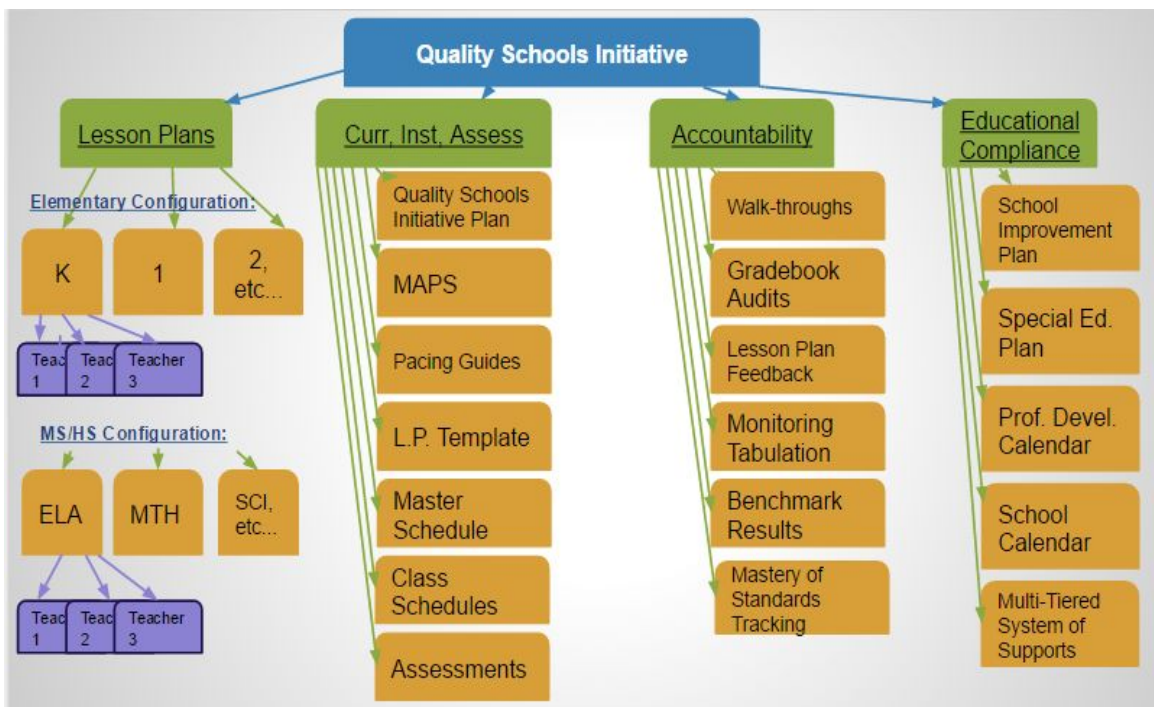 Quality Schools Initiative
Lesson Plans
Elementary Configuration:
K
1
2,
etc...
Teac
1
Teac
2
Teacher
3
MS/HS Configuration:
ELA
MTH
SCI,
etc...
Teac
1
Teac
2
Teacher
3
Curr, Inst, Assess
Quality Schools
Initiative Plan
MAPS
Pacing Guides
L.P. Template
Master
Schedule
Class
Schedules
Assessments
Accountability
Walk-throughs
Gradebook
Audits
Lesson Plan
Feedback
Monitoring
Tabulation
Benchmark
Results
Mastery of
Standards
Tracking
Educational
Compliance
School
Improvement
Plan
Special Ed.
Plan
Prof. Devel.
Calendar
School
Calendar
Multi-Tiered
System of
Supports